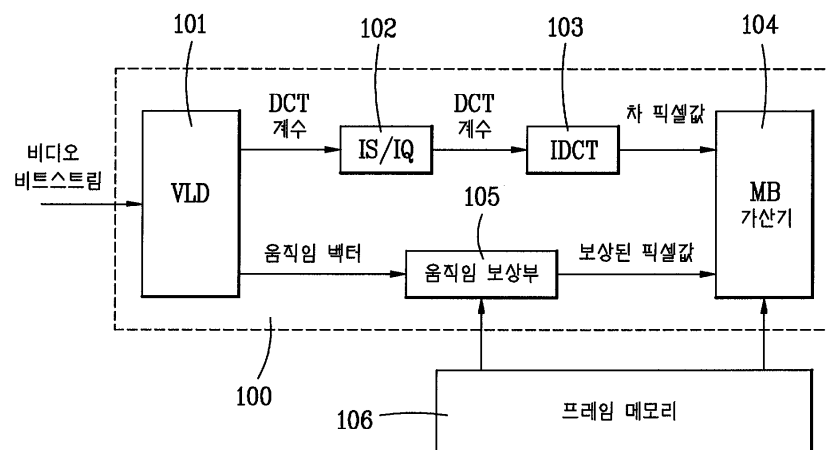 101
102
103
104
DCT
계수
DCT
계수
차 픽셀값
비디오
비트스트림
VLD
IS/IQ
IDCT
MB
가산기
105
움직임 벡터
움직임 보상부
보상된 픽셀값
100
106
프레임 메모리